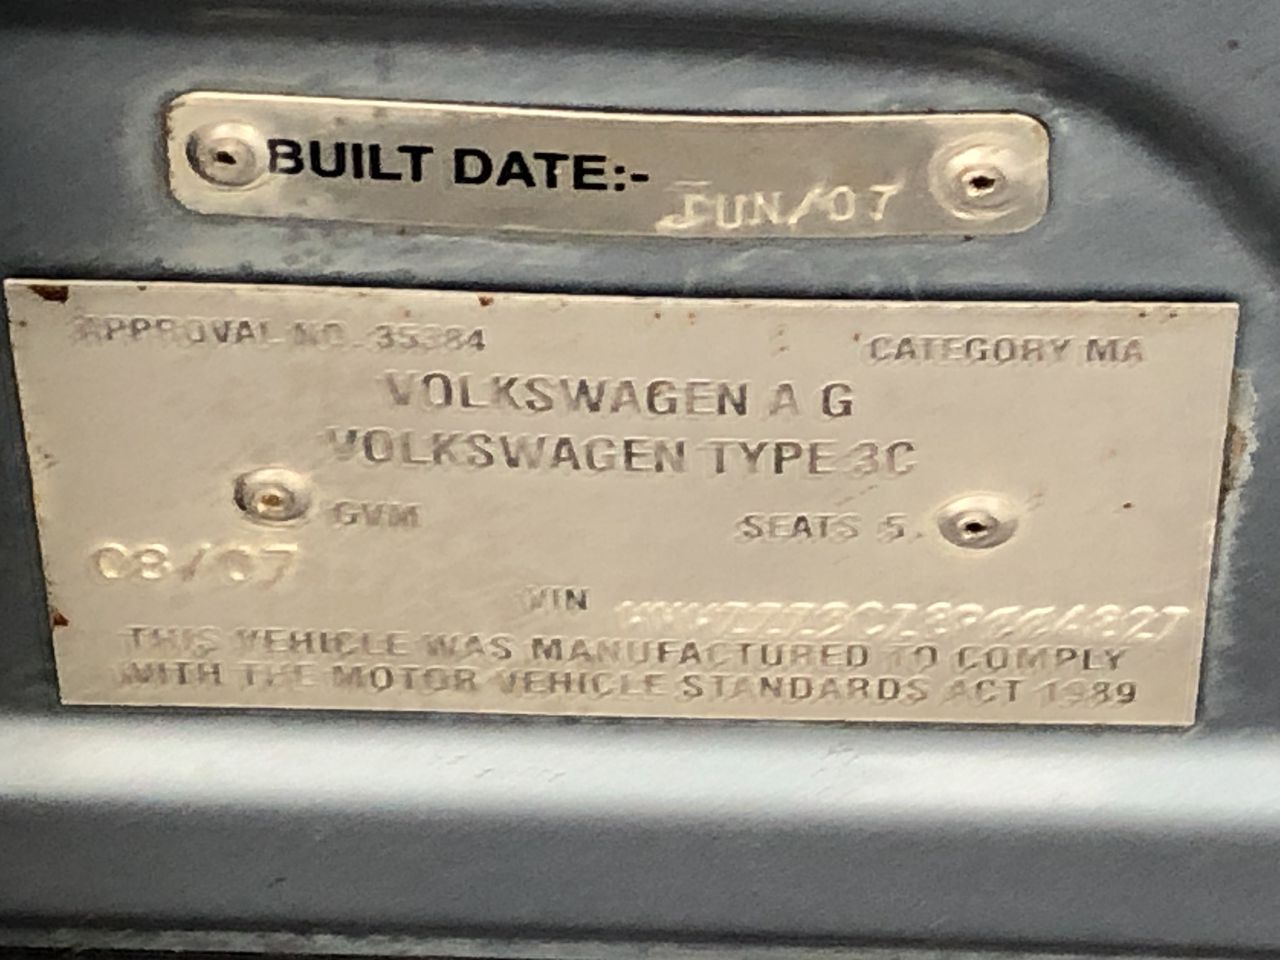 BUILT DATE:- JUN/07
APPROVAL NO. 35384 CATEGORY MA
VOLKSWAGEN A G
VOLKSWAGEN TYPE 3C
GVM SEATS 5.
08/07
VIN
THIS VEHICLE WAS MANUFACTURED TO COMPLY
WITH THE MOTOR VEHICLE STANDARDS ACT 1989